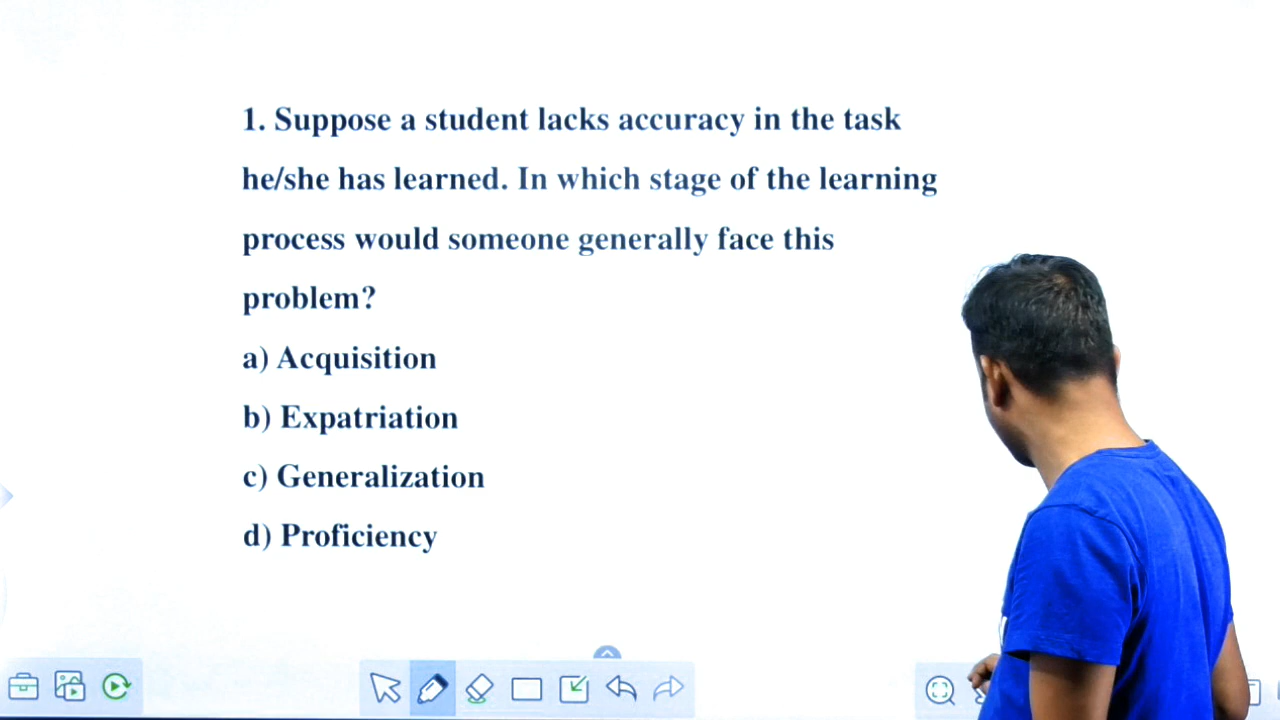 1. Suppose a student lacks accuracy in the task
he/she has learned. In which stage of the learning
process would someone generally face this
problem?
a) Acquisition
b) Expatriation
c) Generalization
d) Proficiency